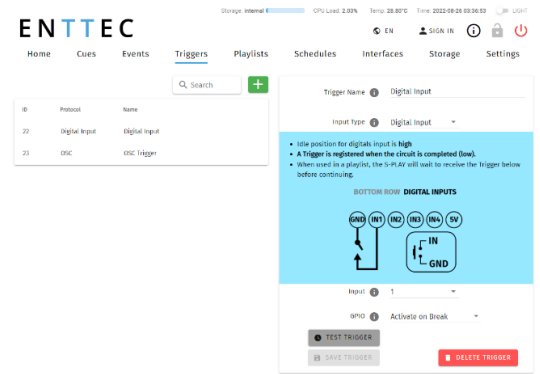 Storage: Internal CPU Load: 2.03% Temp: 28.80°C Time: 2022-08-26 03:36:53 LIGHT
ENTTEC
EN SIGN IN
Home Cues Events Triggers Playlists Schedules Interfaces Storage Settings
Search
ID Protocol Name
22 Digital Input Digital Input
23 OSC OSC Trigger
Trigger Name Digital Input
Input Type Digital Input
• Idle position for digitals input is high
• A Trigger is registered when the circuit is completed (low).
• When used in a playlist, the S-PLAY will wait to receive the Trigger below
before continuing.
BOTTOM ROW DIGITAL INPUTS
GND IN1 IN2 IN3 IN4 5V
IN
GND
Input 1
GPIO Activate on Break
TEST TRIGGER
SAVE TRIGGER DELETE TRIGGER